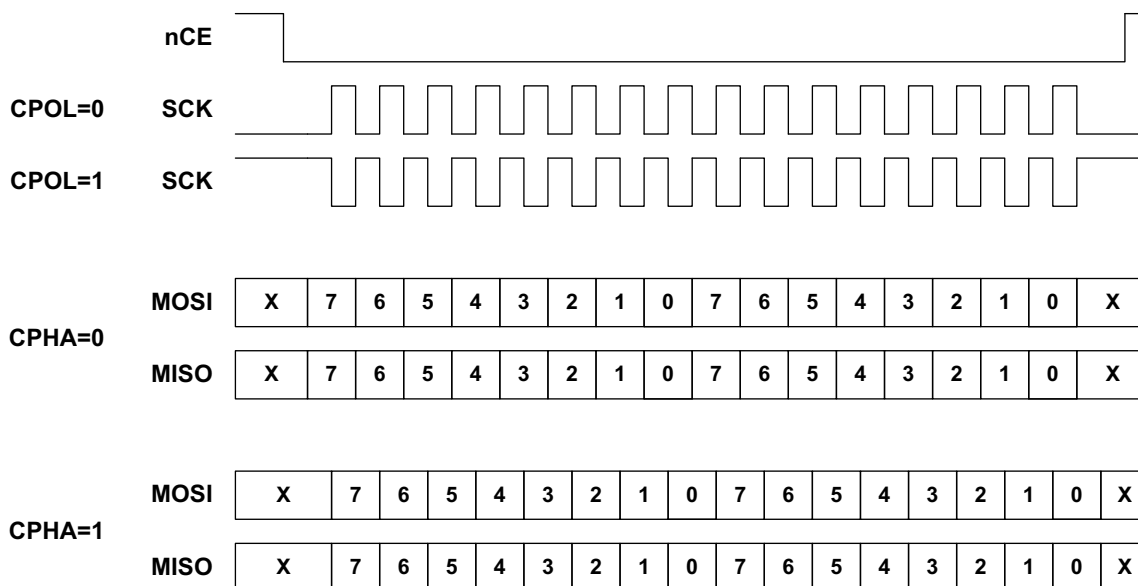 nCE
CPOL=0 SCK
CPOL=1 SCK
MOSI X 7 6 5 4 3 2 1 0 7 6 5 4 3 2 1 0 X
CPHA=0
MISO X 7 6 5 4 3 2 1 0 7 6 5 4 3 2 1 0 X
MOSI X 7 6 5 4 3 2 1 0 7 6 5 4 3 2 1 0 X
CPHA=1
MISO X 7 6 5 4 3 2 1 0 7 6 5 4 3 2 1 0 X